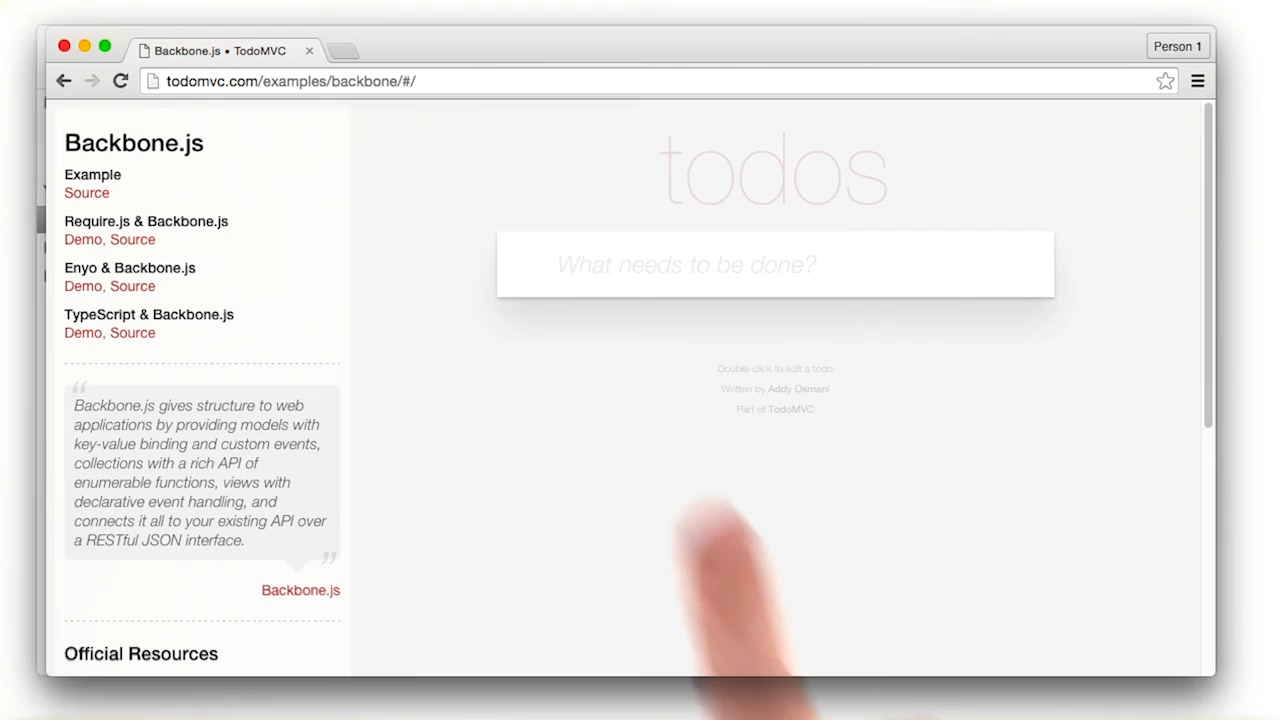 Backbone.js • TodoMVC
Person 1
todomvc.com/examples/backbone/#/
Backbone.js
Example
Source
Require.js & Backbone.js
Demo, Source
Enyo & Backbone.js
Demo, Source
TypeScript & Backbone.js
Demo, Source
“
Backbone.js gives structure to web
applications by providing models with
key-value binding and custom events,
collections with a rich API of
enumerable functions, views with
declarative event handling, and
connects it all to your existing API over
a RESTful JSON interface.
”
Backbone.js
Official Resources
todos
What needs to be done?
Double-click to edit a todo
Written by Addy Osmani
Part of TodoMVC